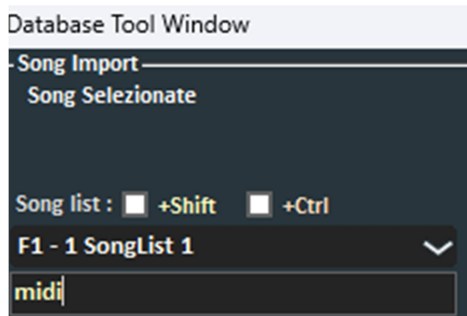 Database Tool Window
Song Import
Song Selezionate
Song list : +Shift +Ctrl
F1 - 1 SongList 1
midi